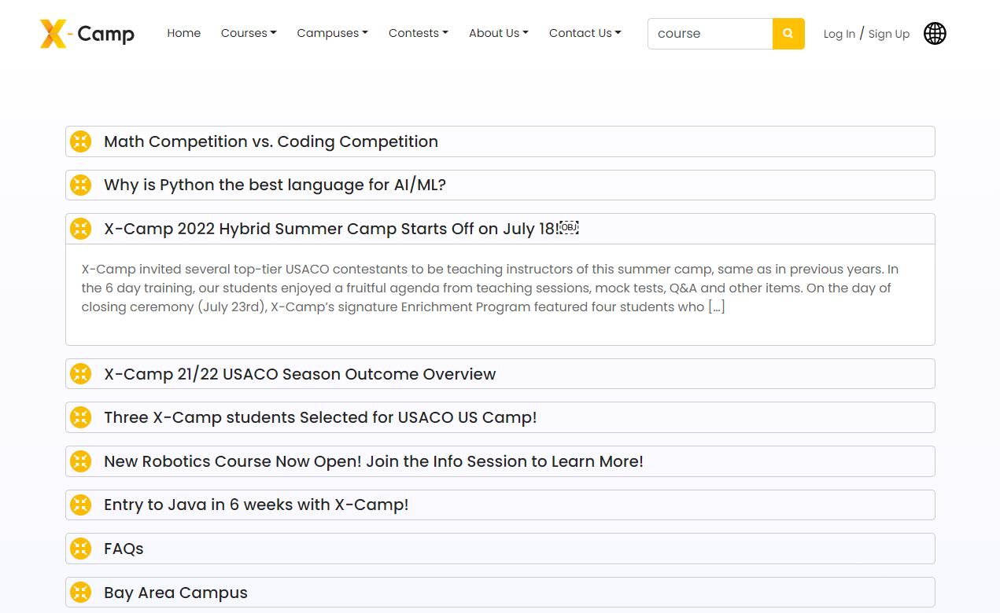 X-Camp
Home
Courses
Campuses
Contests
About Us
Contact Us
course
Log In / Sign Up
Math Competition vs. Coding Competition
Why is Python the best language for AI/ML?
X-Camp 2022 Hybrid Summer Camp Starts Off on July 18!￼
X-Camp invited several top-tier USACO contestants to be teaching instructors of this summer camp, same as in previous years. In
the 6 day training, our students enjoyed a fruitful agenda from teaching sessions, mock tests, Q&A and other items. On the day of
closing ceremony (July 23rd), X-Camp’s signature Enrichment Program featured four students who […]
X-Camp 21/22 USACO Season Outcome Overview
Three X-Camp students Selected for USACO US Camp!
New Robotics Course Now Open! Join the Info Session to Learn More!
Entry to Java in 6 weeks with X-Camp!
FAQs
Bay Area Campus